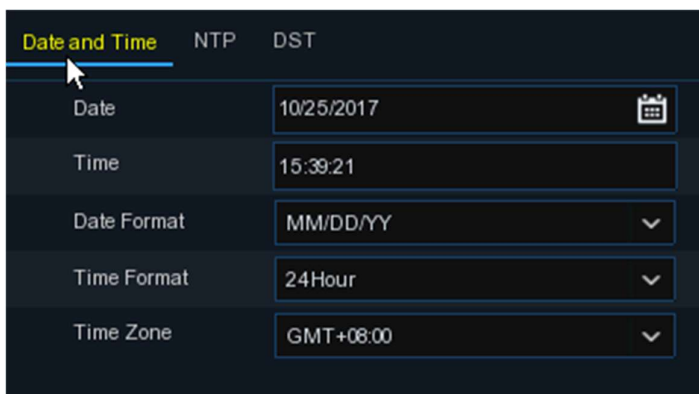 Date and Time NTP DST
Date 10/25/2017
Time 15:39:21
Date Format MM/DD/YY
Time Format 24Hour
Time Zone GMT+08:00